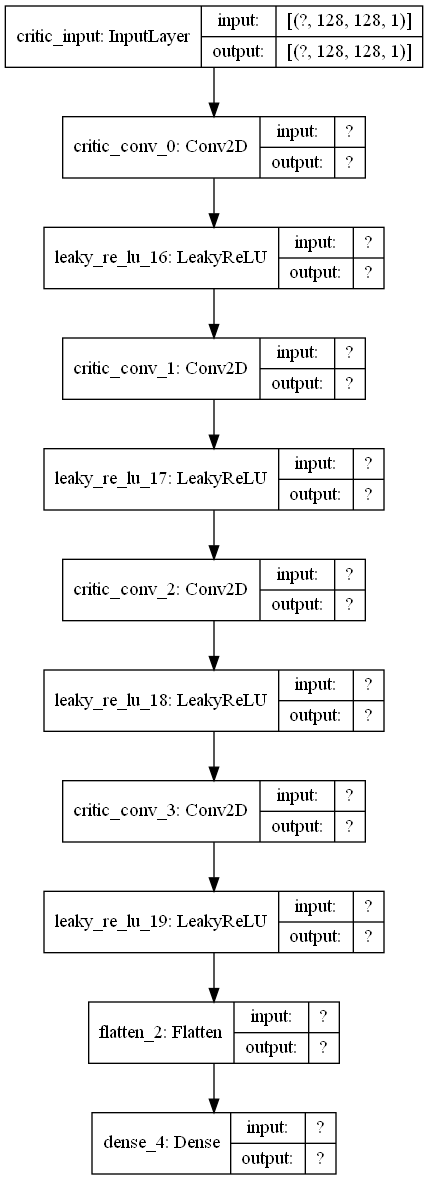 critic_input: InputLayer
input: [(?, 128, 128, 1)]
output: [(?, 128, 128, 1)]
critic_conv_0: Conv2D
input: ?
output: ?
leaky_re_lu_16: LeakyReLU
input: ?
output: ?
critic_conv_1: Conv2D
input: ?
output: ?
leaky_re_lu_17: LeakyReLU
input: ?
output: ?
critic_conv_2: Conv2D
input: ?
output: ?
leaky_re_lu_18: LeakyReLU
input: ?
output: ?
critic_conv_3: Conv2D
input: ?
output: ?
leaky_re_lu_19: LeakyReLU
input: ?
output: ?
flatten_2: Flatten
input: ?
output: ?
dense_4: Dense
input: ?
output: ?